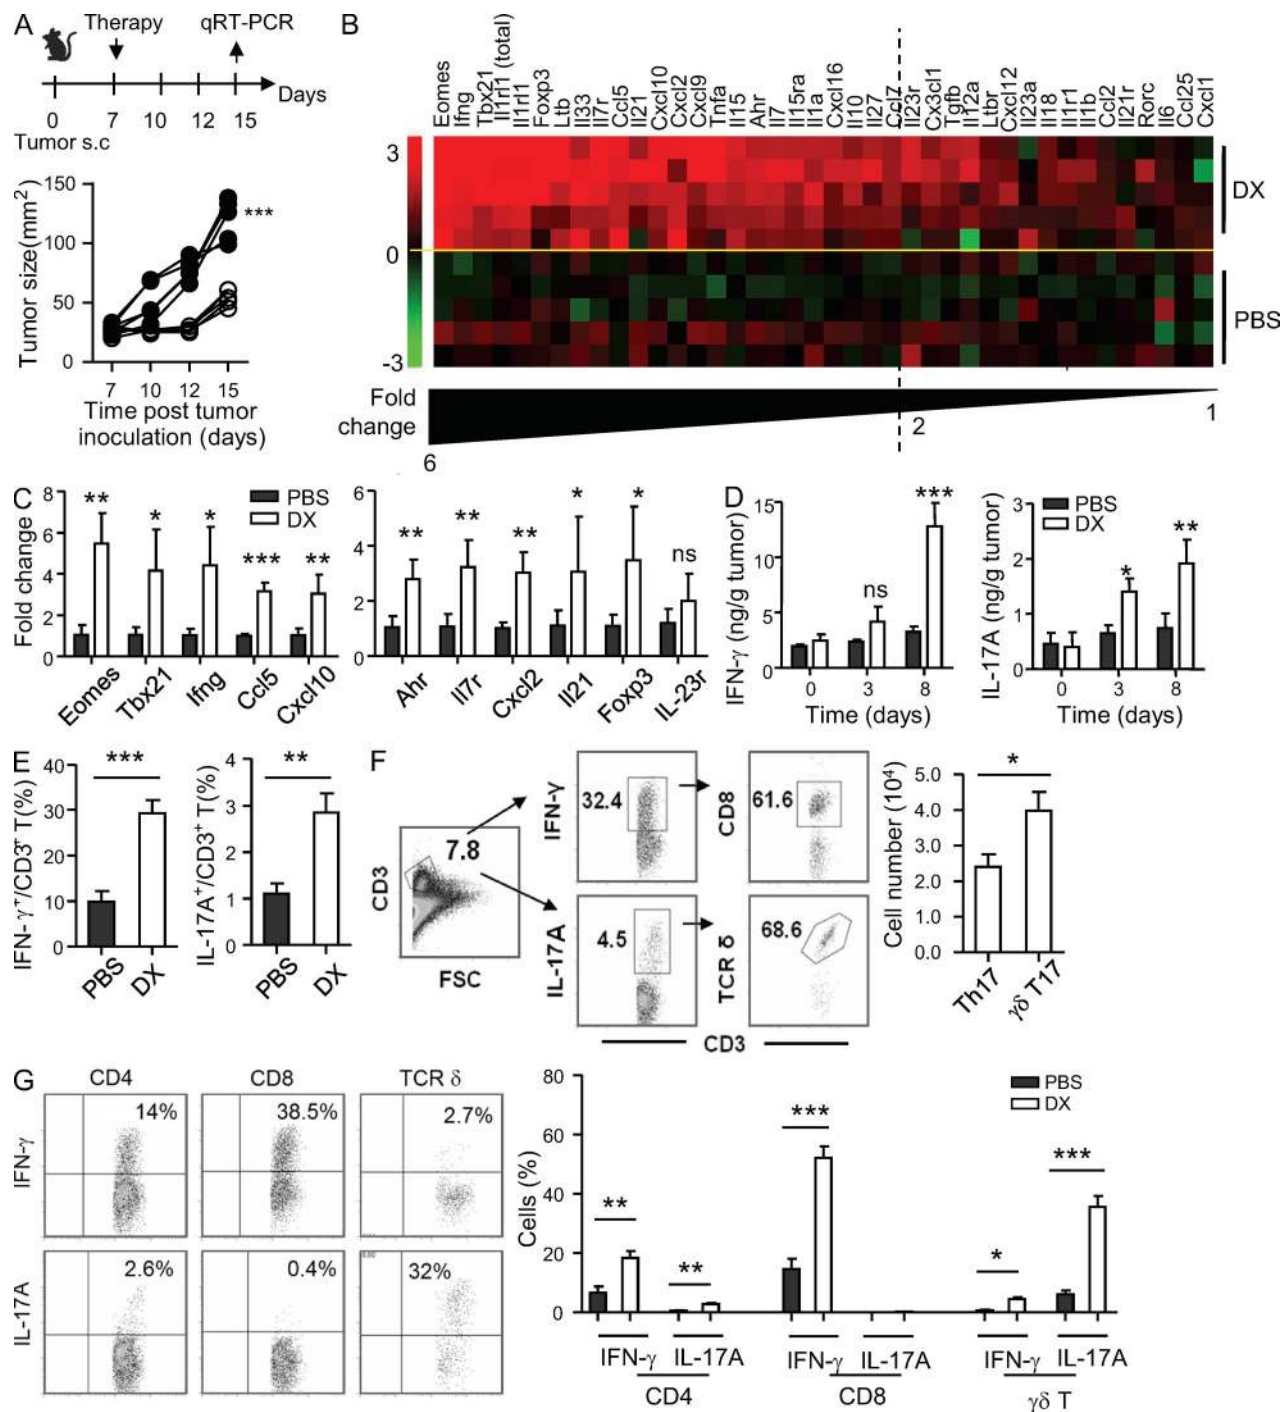 A
Therapy
qRT-PCR
0 7 10 12 15
Days
Tumor s.c
Tumor size(mm2)
150
100
50
0
***
7 10 12 15
Time post tumor
inoculation (days)
B
Eomes
Ifng
Tbx21
Il1rl1 (total)
Il1rl1
Foxp3
Ltb
Il33
Il7r
Ccl5
Il21
Cxcl10
Cxcl2
Cxcl9
Tnfa
Il15
Ahr
Il7
Il15ra
Il1a
Cxcl16
Il10
Il27
Ccl7
Il23r
Cx3cl1
Tgfb
Il12a
Ltbr
Cxcl12
Il23a
Il18
Il1r1
Il1b
Ccl2
Il21r
Rorc
Il6
Ccl25
Cxcl1
3
0
-3
DX
PBS
Fold
change
6
2
1
C
Fold change
8
6
4
2
0
** * * *** **
PBS
DX
Eomes
Tbx21
Ifng
Ccl5
Cxcl10
6
4
2
0
** ** ** * * ns
Ahr
Il7r
Cxcl2
Il21
Foxp3
IL-23r
D
IFN-γ (ng/g tumor)
15
10
5
0
ns
***
0 3 8
Time (days)
IL-17A (ng/g tumor)
3
2
1
0
PBS
DX
*
**
0 3 8
Time (days)
E
IFN-γ+/CD3+ T(%)
40
30
20
10
0
***
PBS
DX
IL-17A+/CD3+ T(%)
4
3
2
1
0
**
PBS
DX
F
CD3
7.8
FSC
IFN-γ
32.4
CD8
61.6
IL-17A
4.5
TCR δ
68.6
CD3
Cell number (10⁴)
5.0
4.0
3.0
2.0
1.0
0.0
*
Th17
γδ T17
G
CD4 CD8 TCR δ
IFN-γ
14% 38.5% 2.7%
IL-17A
2.6% 0.4% 32%
Cells (%)
80
60
40
20
0
PBS
DX
** ** *** * ***
IFN-γ IL-17A IFN-γ IL-17A IFN-γ IL-17A
CD4 CD8 γδ T